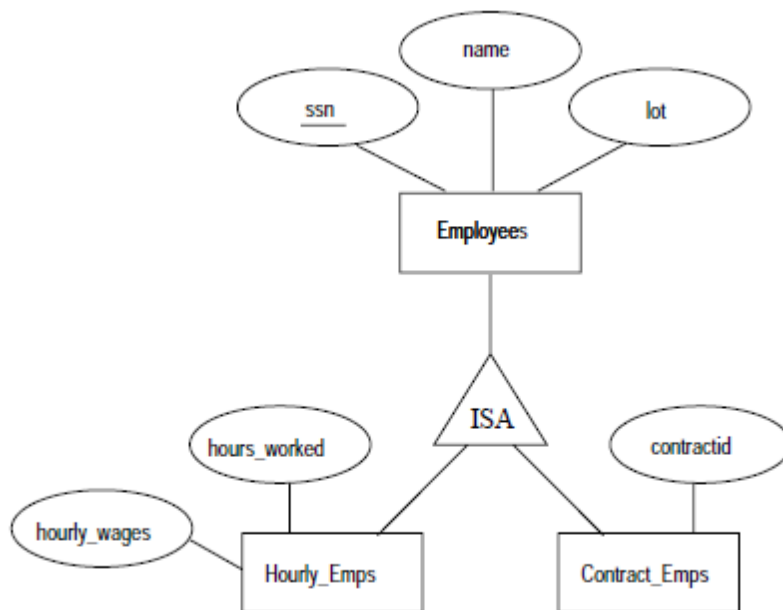 name
ssn
lot
Employees
ISA
hours_worked
contractid
hourly_wages
Hourly_Emps
Contract_Emps